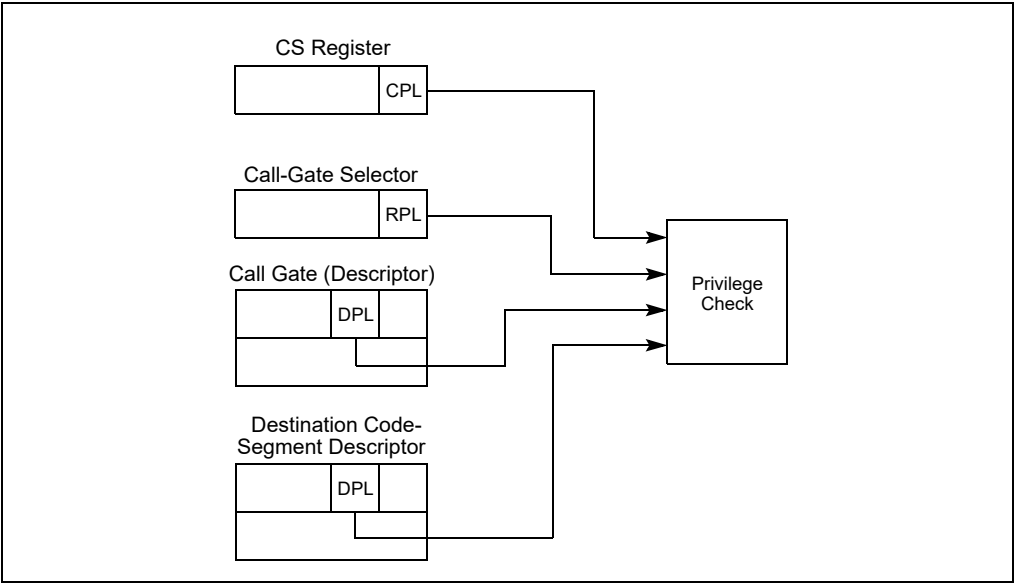 CS Register
CPL
Call-Gate Selector
RPL
Call Gate (Descriptor)
DPL
Privilege
Check
Destination Code-
Segment Descriptor
DPL